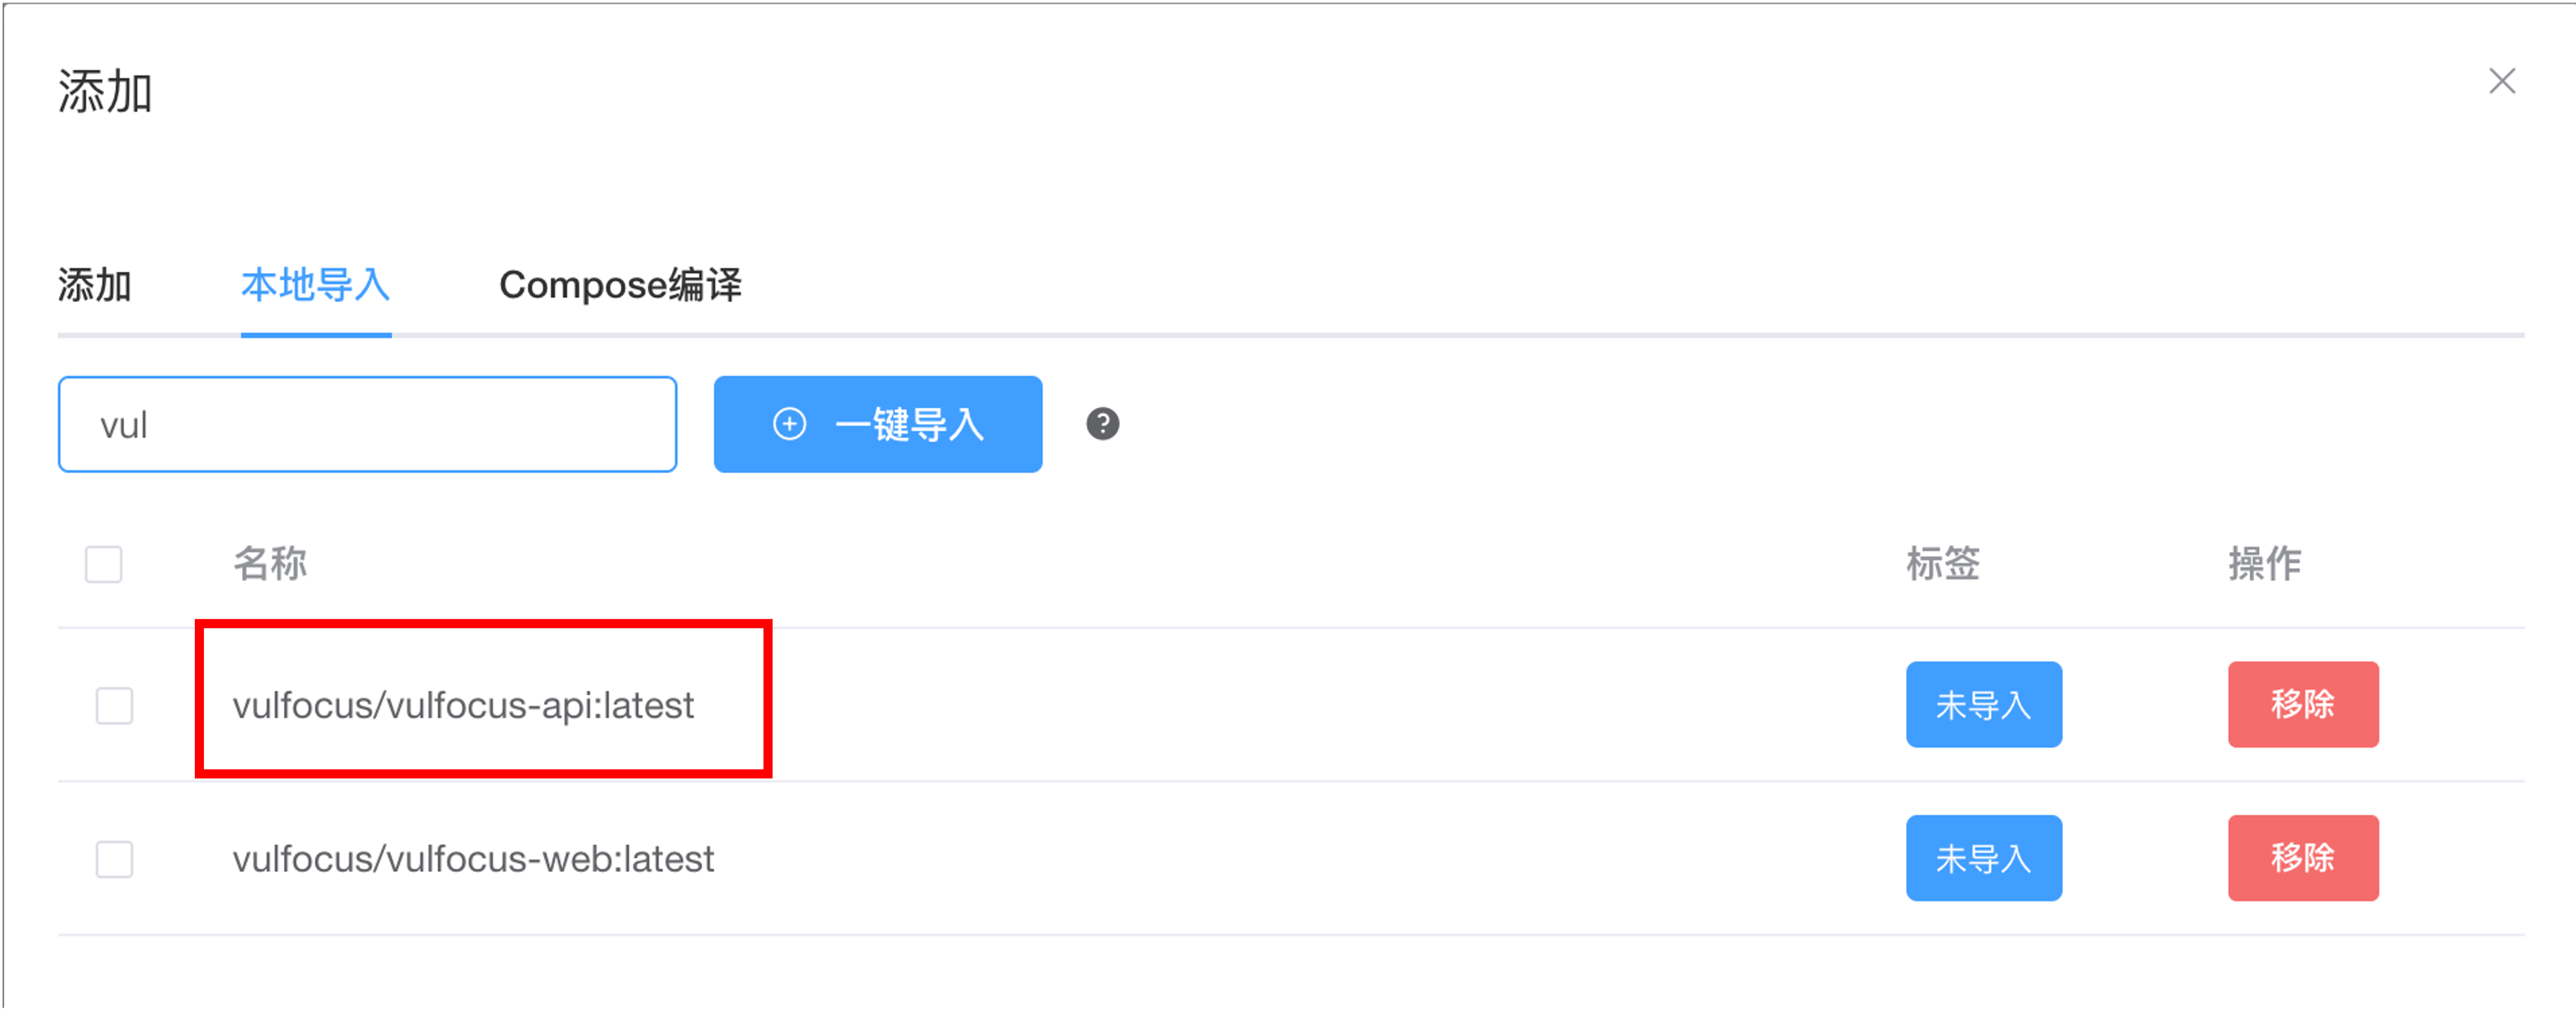 添加
添加 本地导入 Compose编译
vul 一键导入 ?
名称 标签 操作
vulfocus/vulfocus-api:latest 未导入 移除
vulfocus/vulfocus-web:latest 未导入 移除